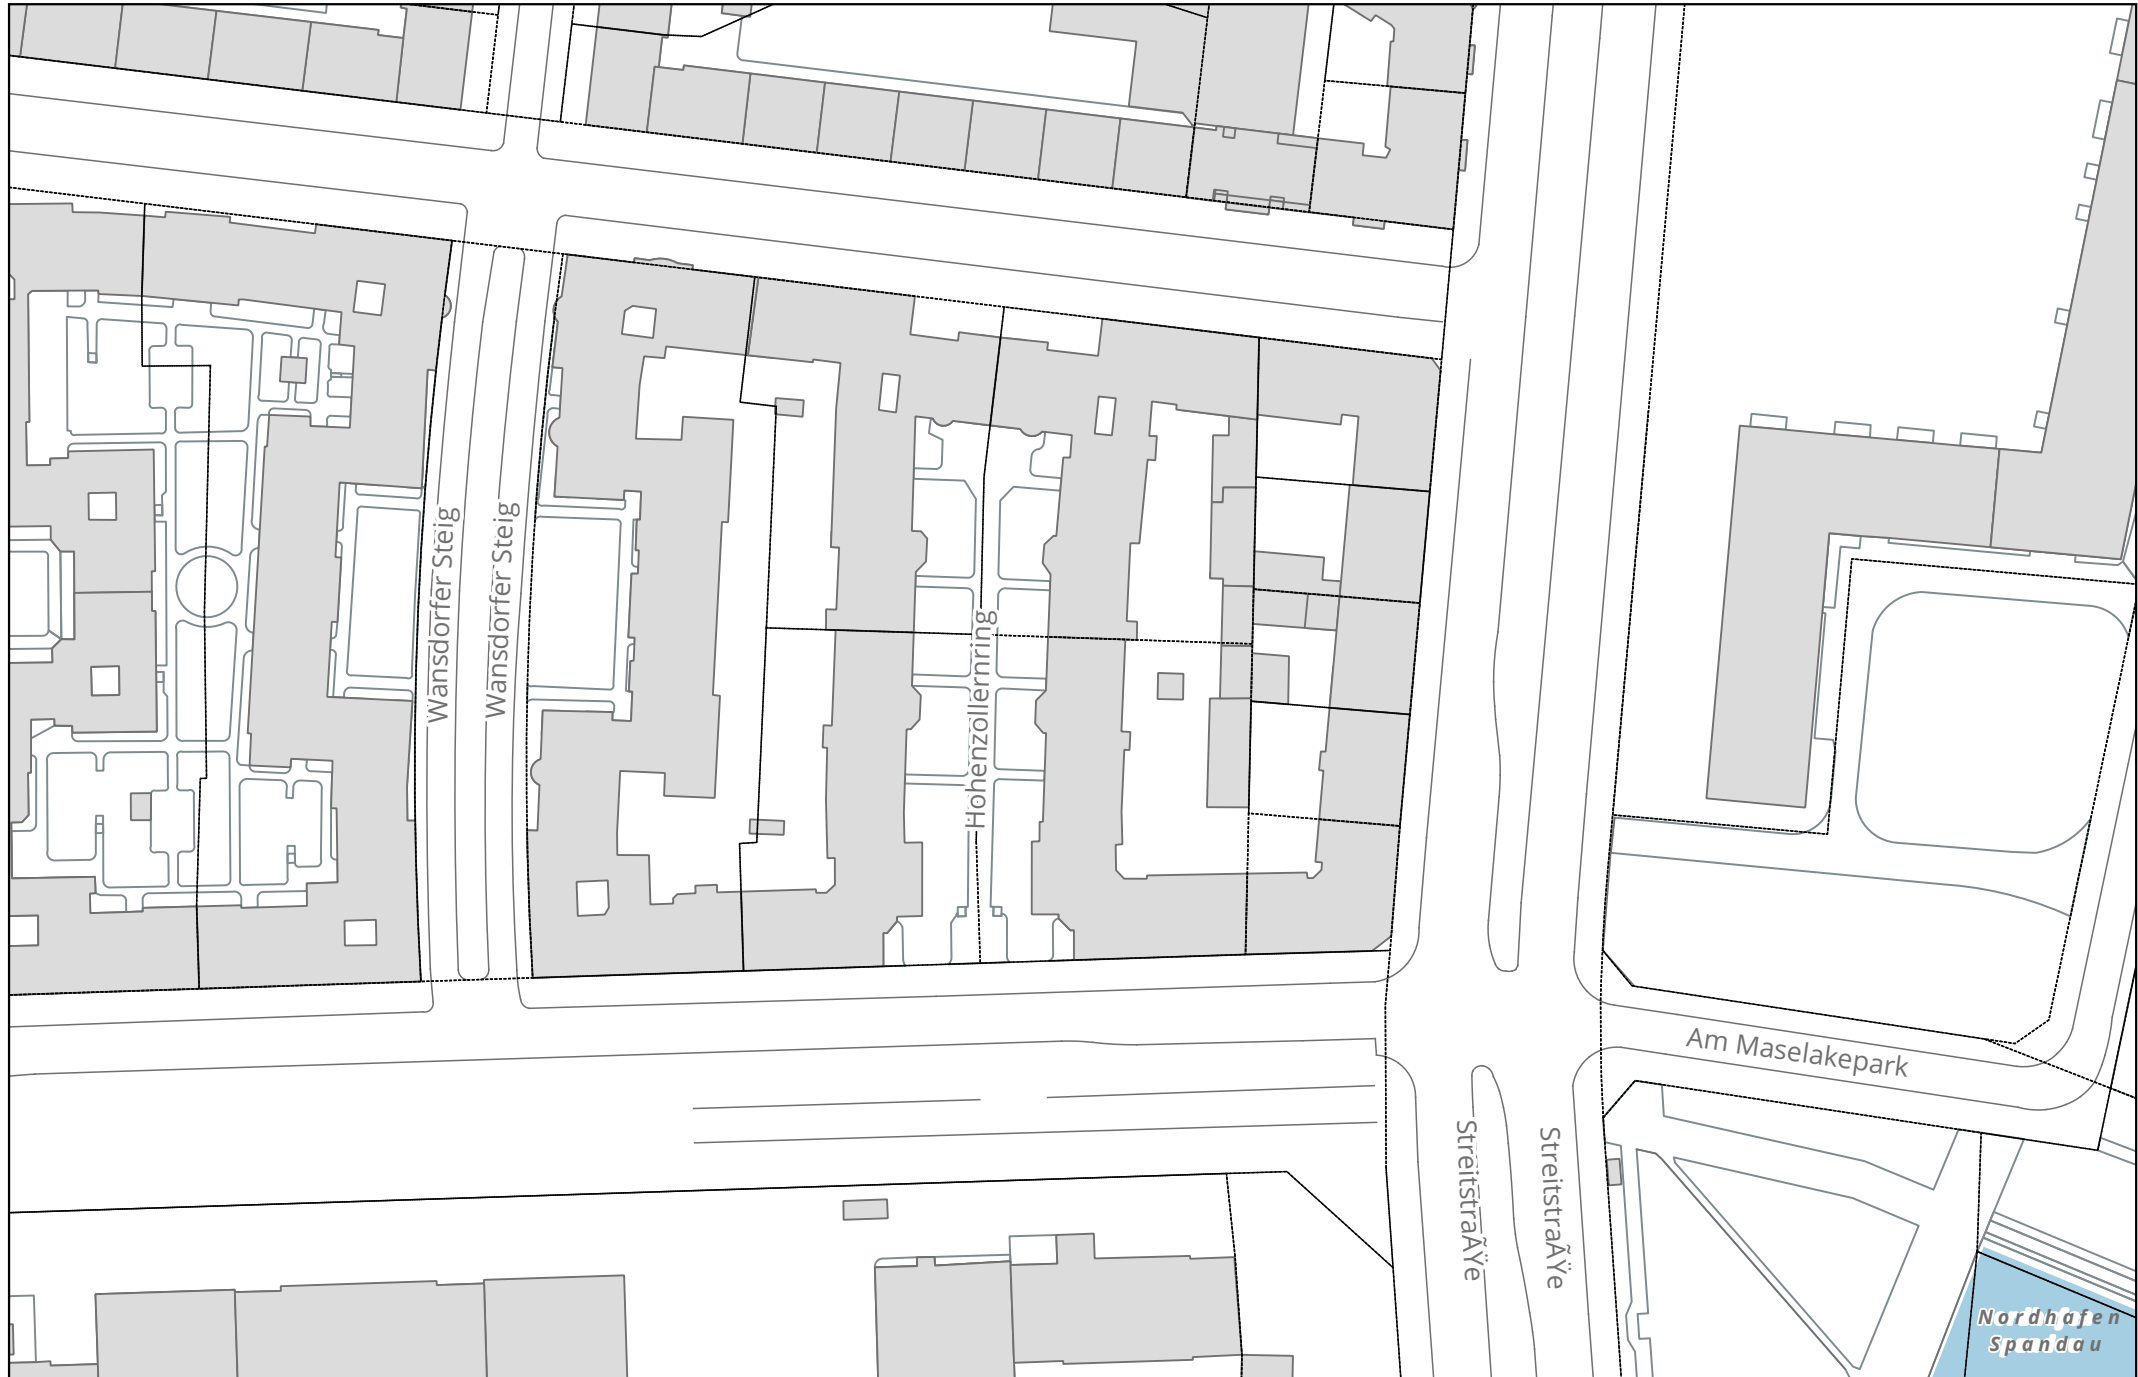 Wansdorfer Steig
Wansdorfer Steig
Hohenzollernring
Am Maselakepark
StreitstraÃŸe
StreitstraÃŸe
Nordhafen
Spandau